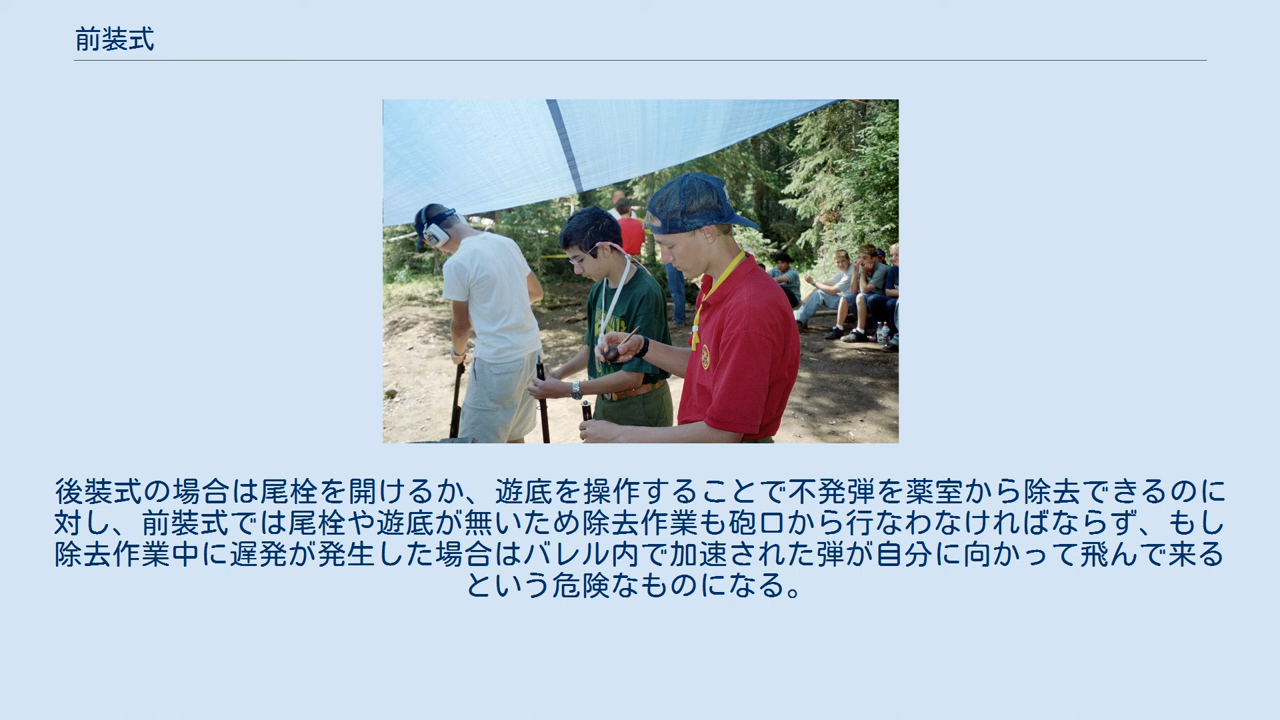 前装式
後装式の場合は尾栓を開けるか、遊底を操作することで不発弾を薬室から除去できるのに
対し、前装式では尾栓や遊底が無いため除去作業も砲口から行なわなければならず、もし
除去作業中に遅発が発生した場合はバレル内で加速された弾が自分に向かって飛んで来る
という危険なものになる。